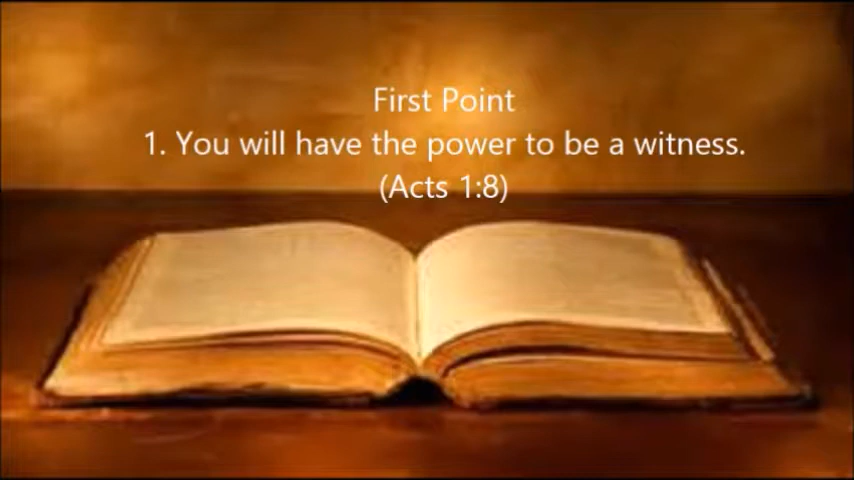 First Point
1. You will have the power to be a witness.
(Acts 1:8)